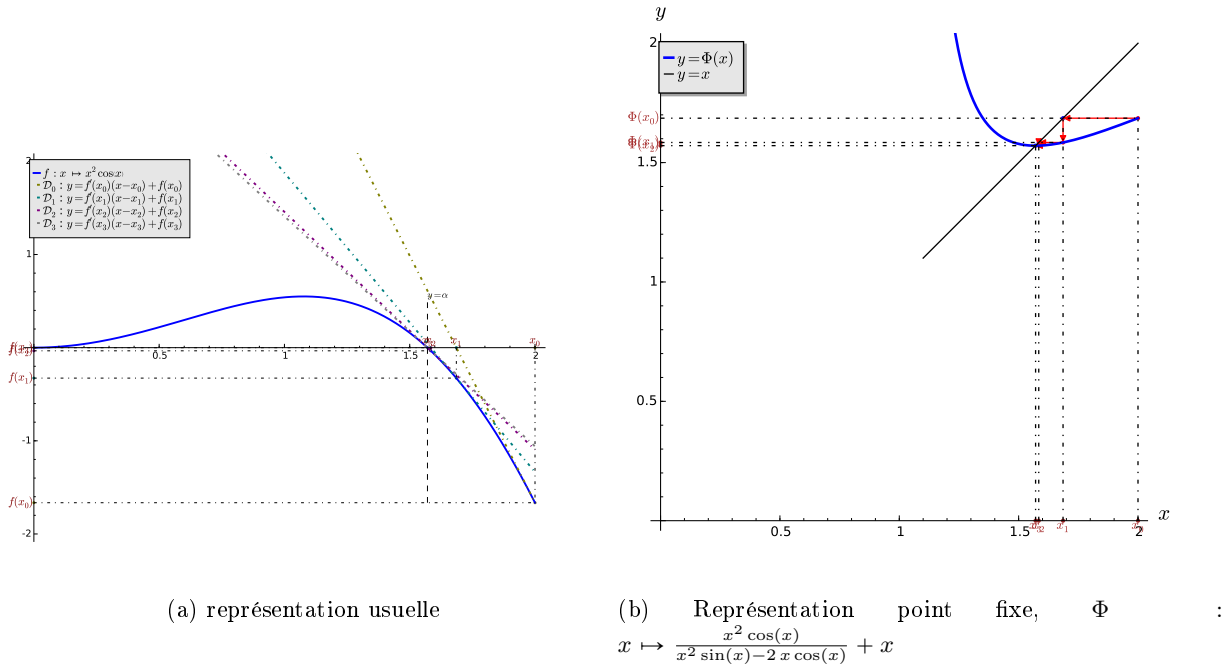 f : x ↦ x² cos x
𝒟₀ : y = f′(x₀)(x−x₀)+f(x₀)
𝒟₁ : y = f′(x₁)(x−x₁)+f(x₁)
𝒟₂ : y = f′(x₂)(x−x₂)+f(x₂)
𝒟₃ : y = f′(x₃)(x−x₃)+f(x₃)
2
1
-1
-2
0.5
1
1.5
2
y = α
x₁
x₀
f(x₁)
f(x₀)
(a) représentation usuelle
y
y = Φ(x)
y = x
2
1.5
1
0.5
Φ(x₀)
0.5
1
1.5
2
x₁
x
(b) Représentation point fixe, Φ :
x ↦ x² cos(x) / (x² sin(x)−2 x cos(x)) + x